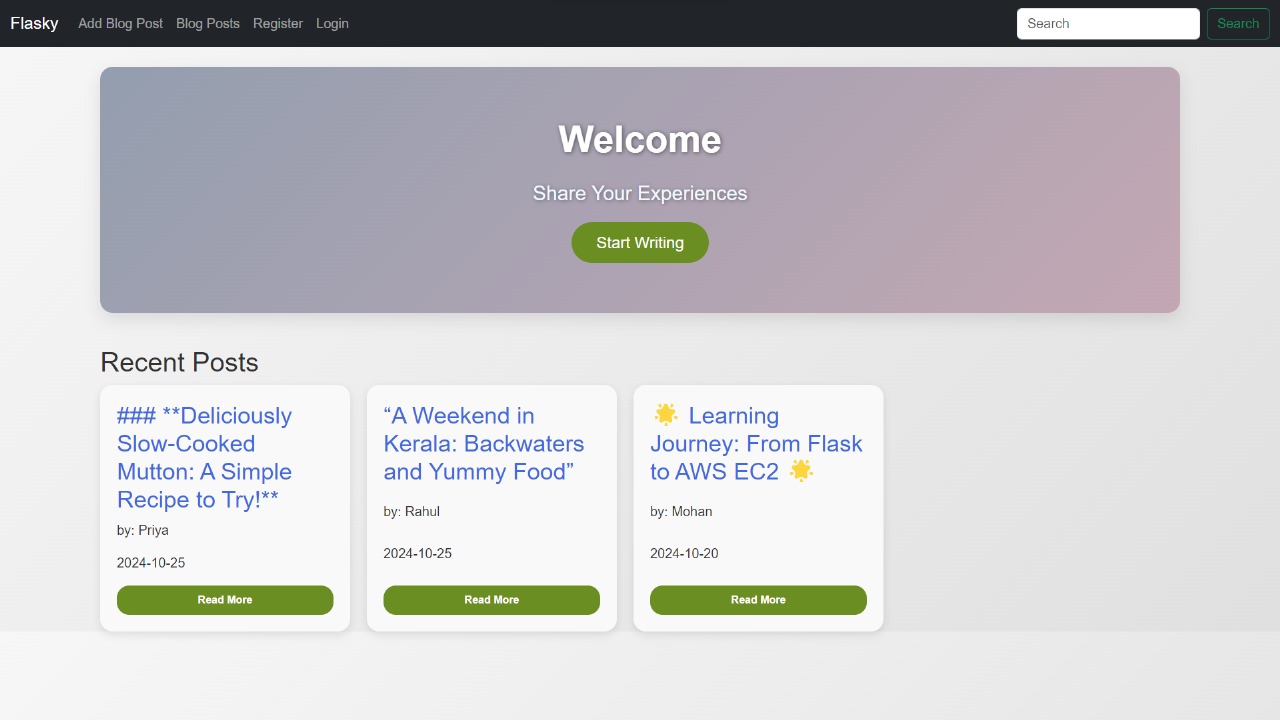 Flasky Add Blog Post Blog Posts Register Login Search Search
Welcome
Share Your Experiences
Start Writing
Recent Posts
### **Deliciously
Slow-Cooked
Mutton: A Simple
Recipe to Try!**
by: Priya
2024-10-25
Read More
“A Weekend in
Kerala: Backwaters
and Yummy Food”
by: Rahul
2024-10-25
Read More
🌟 Learning
Journey: From Flask
to AWS EC2 🌟
by: Mohan
2024-10-20
Read More